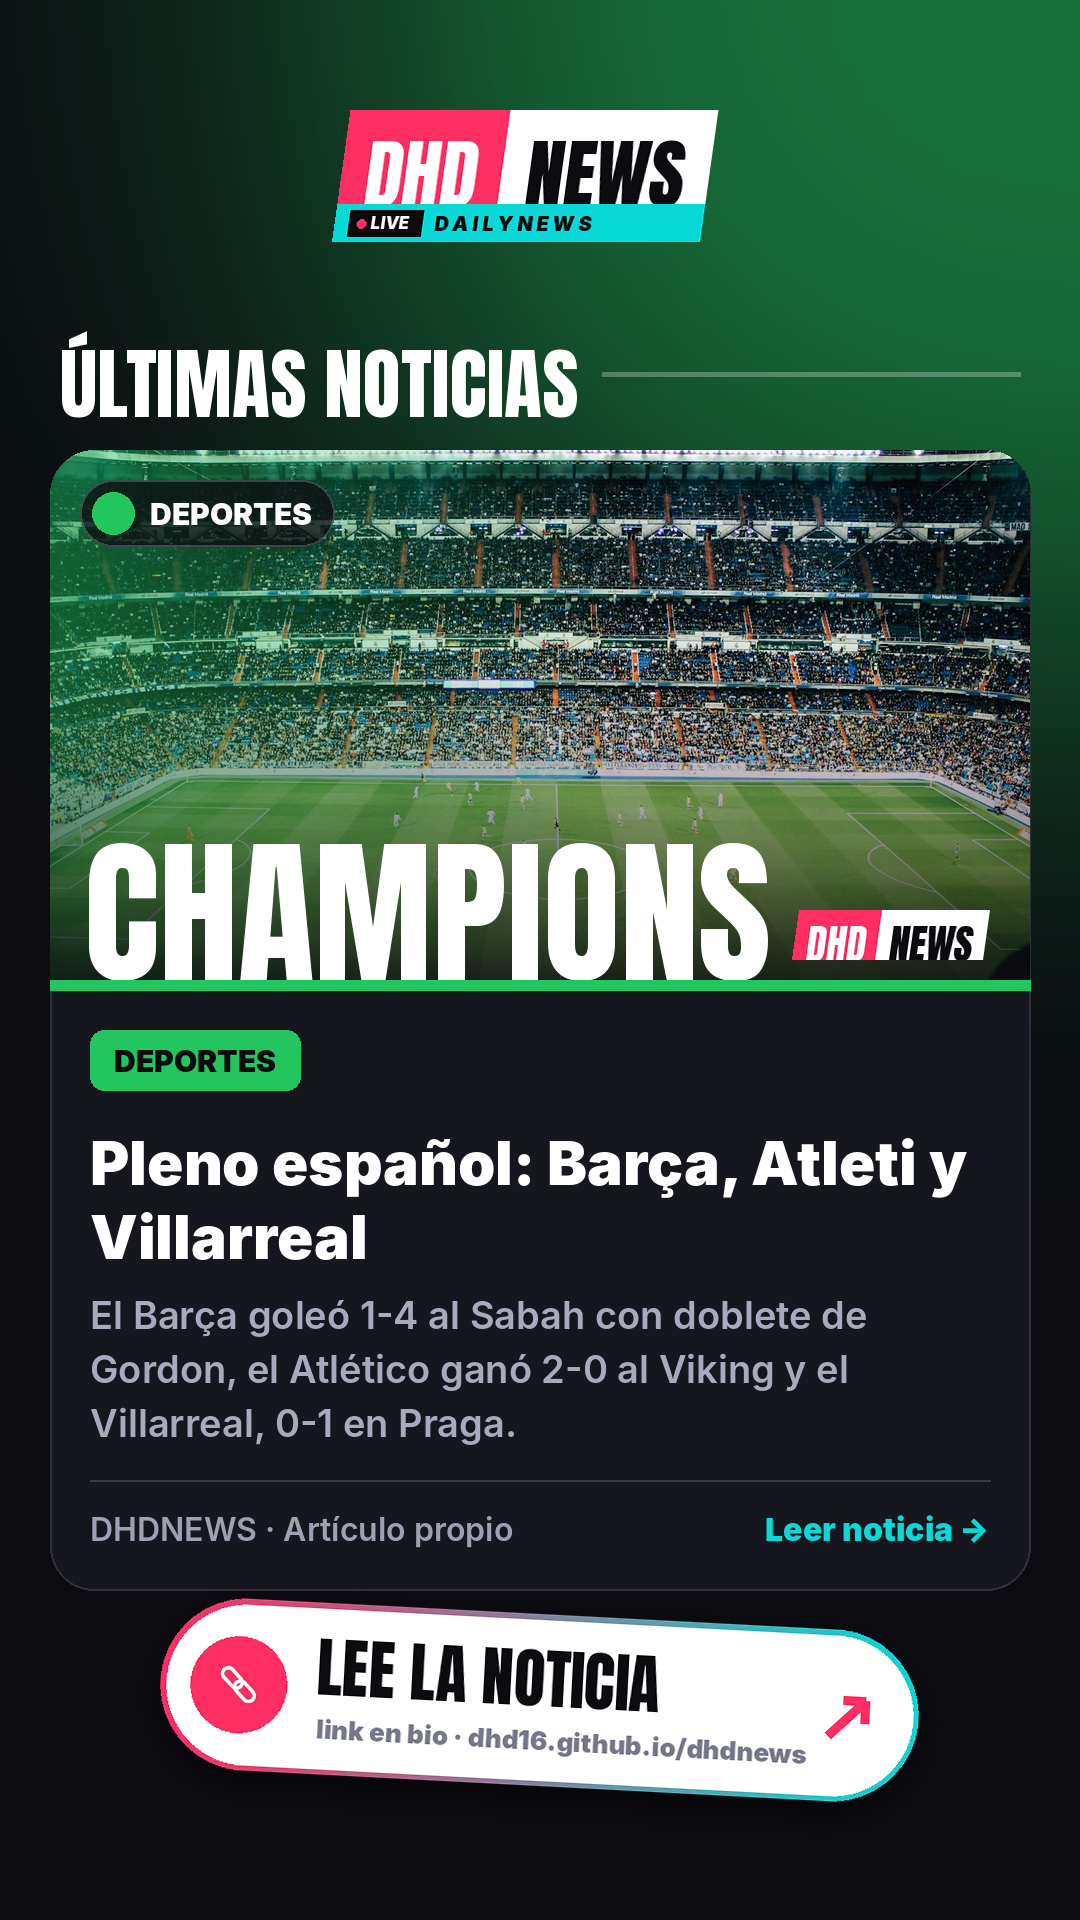 DHD NEWS
LIVE DAILYNEWS
ÚLTIMAS NOTICIAS
DEPORTES
CHAMPIONS
DHD NEWS
DEPORTES
Pleno español: Barça, Atleti y
Villarreal
El Barça goleó 1-4 al Sabah con doblete de
Gordon, el Atlético ganó 2-0 al Viking y el
Villarreal, 0-1 en Praga.
DHDNEWS · Artículo propio
Leer noticia →
LEE LA NOTICIA
link en bio · dhd16.github.io/dhdnews